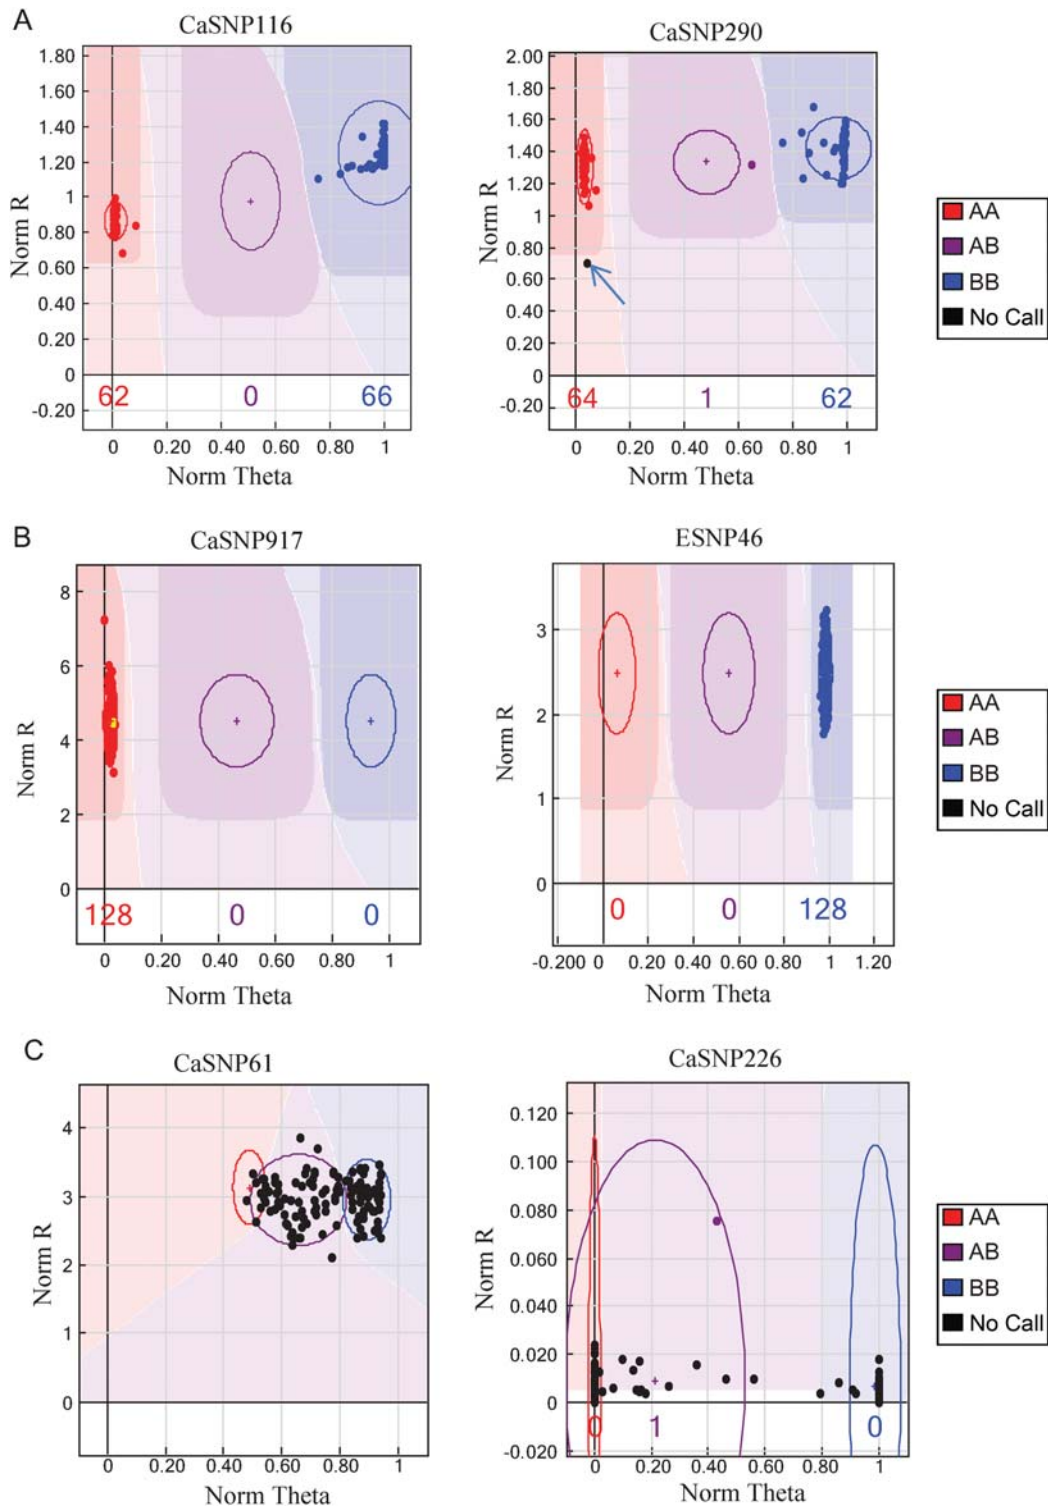 A
CaSNP116
CaSNP290
1.80
1.60
1.40
1.20
1
0.80
0.60
0.40
0.20
0
-0.20
Norm R
62
0
66
0 0.20 0.40 0.60 0.80 1
Norm Theta
2.00
1.80
1.60
1.40
1.20
1
0.80
0.60
0.40
0.20
0
-0.20
Norm R
64
1
62
0 0.20 0.40 0.60 0.80 1
Norm Theta
AA
AB
BB
No Call
B
CaSNP917
ESNP46
8
6
4
2
0
Norm R
128
0
0
0 0.20 0.40 0.60 0.80 1
Norm Theta
3
2
1
0
Norm R
0
0
128
-0.200 0 0.20 0.40 0.60 0.80 1 1.20
Norm Theta
AA
AB
BB
No Call
C
CaSNP61
CaSNP226
4
3
2
1
0
Norm R
0 0.20 0.40 0.60 0.80 1
Norm Theta
0.120
0.100
0.080
0.060
0.040
0.020
0
-0.020
Norm R
0
1
0
0 0.20 0.40 0.60 0.80 1
Norm Theta
AA
AB
BB
No Call